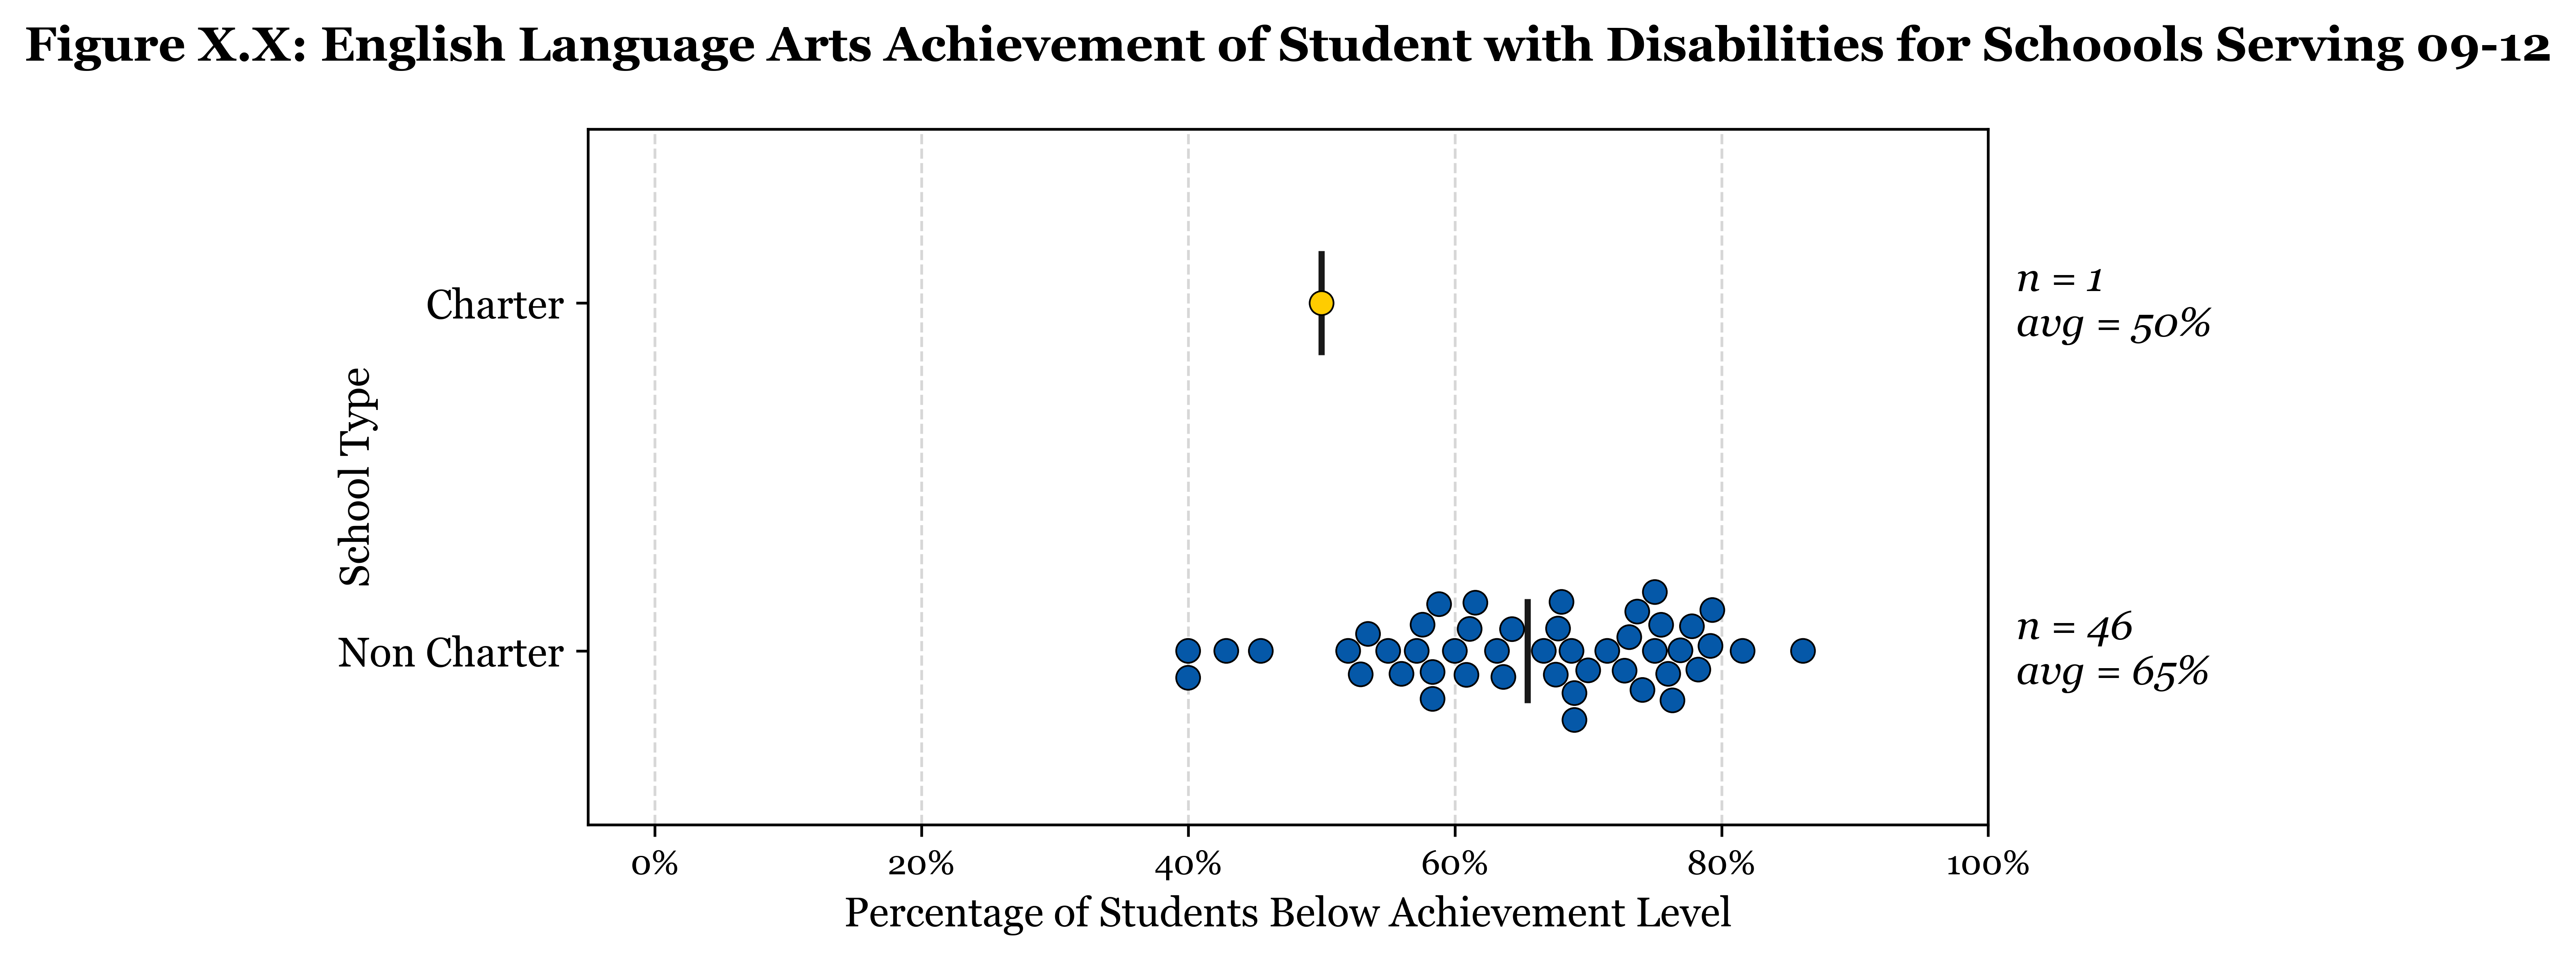 Figure X.X: English Language Arts Achievement of Student with Disabilities for Schoools Serving 09-12
Charter
n = 1
avg = 50%
School Type
Non Charter
n = 46
avg = 65%
0% 20% 40% 60% 80% 100%
Percentage of Students Below Achievement Level